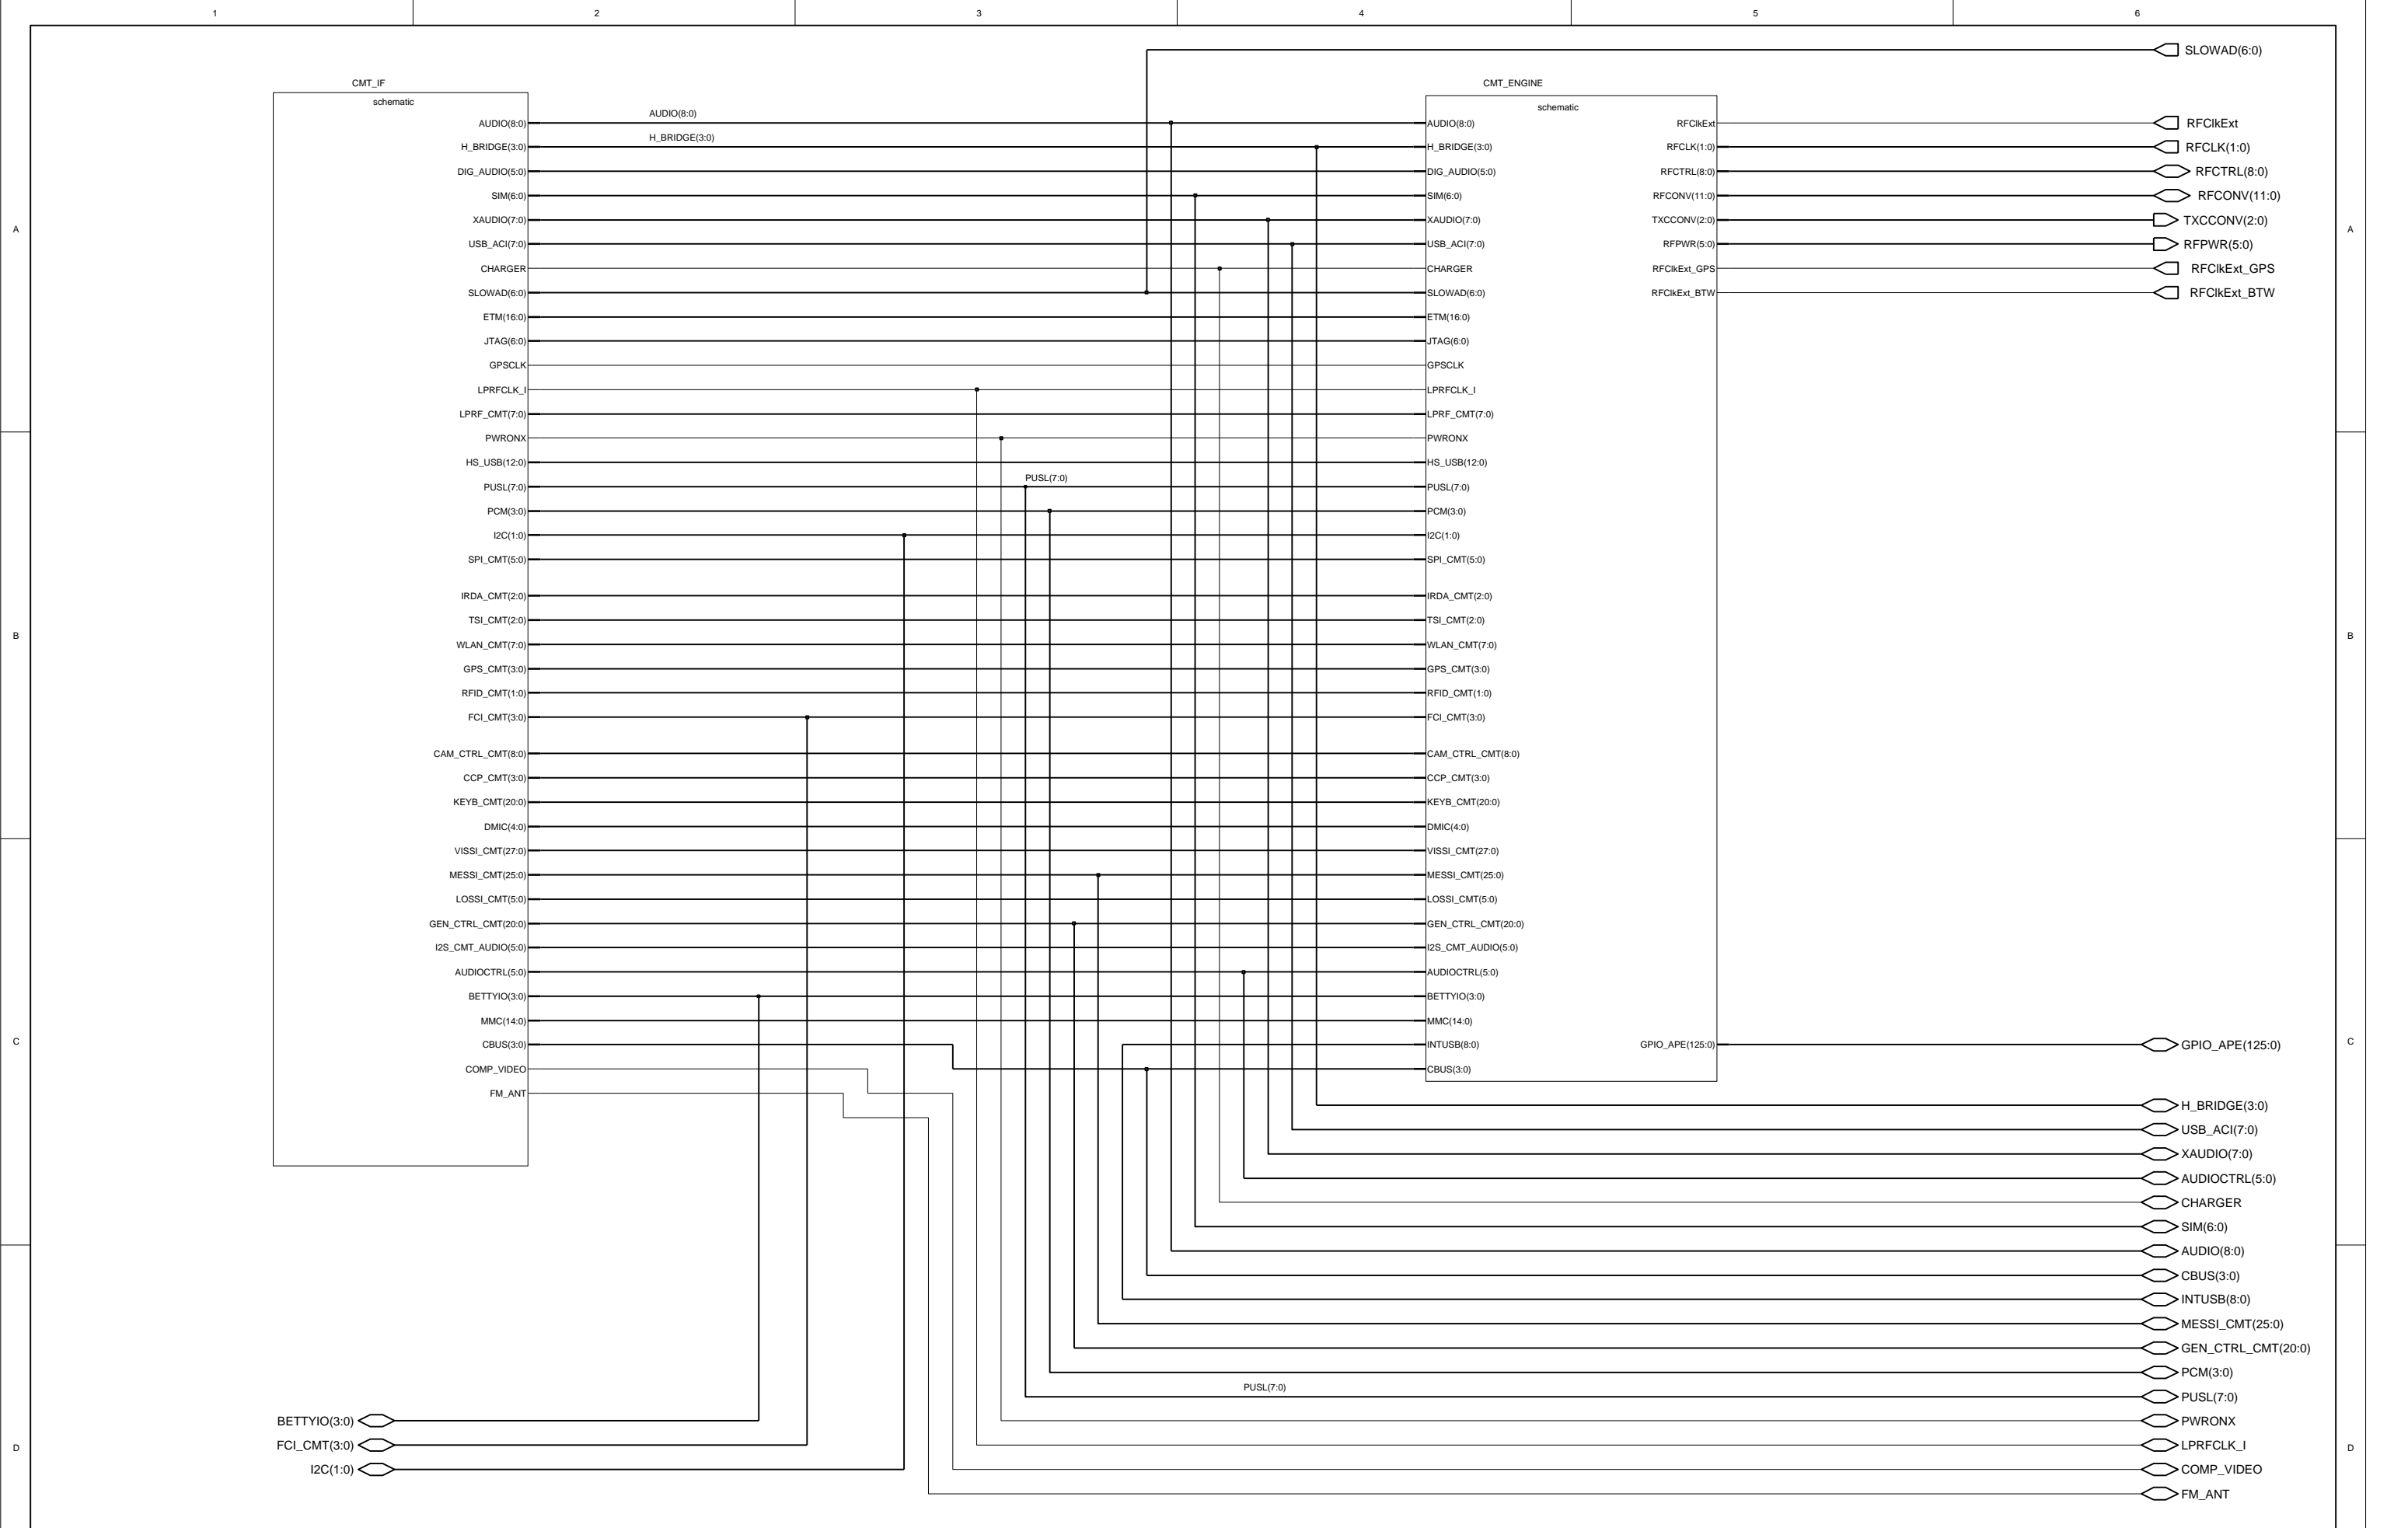 1 2 3 4 5 6
SLOWAD(6:0)
CMT_IF CMT_ENGINE
schematic schematic
AUDIO(8:0) AUDIO(8:0) AUDIO(8:0) RFClkExt RFClkExt
H_BRIDGE(3:0) H_BRIDGE(3:0) H_BRIDGE(3:0) RFCLK(1:0) RFCLK(1:0)
DIG_AUDIO(5:0) DIG_AUDIO(5:0) RFCTRL(8:0) RFCTRL(8:0)
SIM(6:0) SIM(6:0) RFCONV(11:0) RFCONV(11:0)
XAUDIO(7:0) XAUDIO(7:0) TXCCONV(2:0) TXCCONV(2:0)
A A
USB_ACI(7:0) USB_ACI(7:0) RFPWR(5:0) RFPWR(5:0)
CHARGER CHARGER RFClkExt_GPS RFClkExt_GPS
SLOWAD(6:0) SLOWAD(6:0) RFClkExt_BTW RFClkExt_BTW
ETM(16:0) ETM(16:0)
JTAG(6:0) JTAG(6:0)
GPSCLK GPSCLK
LPRFCLK_I LPRFCLK_I
LPRF_CMT(7:0) LPRF_CMT(7:0)
PWRONX PWRONX
HS_USB(12:0) HS_USB(12:0)
PUSL(7:0) PUSL(7:0) PUSL(7:0)
PCM(3:0) PCM(3:0)
I2C(1:0) I2C(1:0)
SPI_CMT(5:0) SPI_CMT(5:0)
IRDA_CMT(2:0) IRDA_CMT(2:0)
TSI_CMT(2:0) TSI_CMT(2:0)
B B
WLAN_CMT(7:0) WLAN_CMT(7:0)
GPS_CMT(3:0) GPS_CMT(3:0)
RFID_CMT(1:0) RFID_CMT(1:0)
FCI_CMT(3:0) FCI_CMT(3:0)
CAM_CTRL_CMT(8:0) CAM_CTRL_CMT(8:0)
CCP_CMT(3:0) CCP_CMT(3:0)
KEYB_CMT(20:0) KEYB_CMT(20:0)
DMIC(4:0) DMIC(4:0)
VISSI_CMT(27:0) VISSI_CMT(27:0)
MESSI_CMT(25:0) MESSI_CMT(25:0)
LOSSI_CMT(5:0) LOSSI_CMT(5:0)
GEN_CTRL_CMT(20:0) GEN_CTRL_CMT(20:0)
I2S_CMT_AUDIO(5:0) I2S_CMT_AUDIO(5:0)
AUDIOCTRL(5:0) AUDIOCTRL(5:0)
BETTYIO(3:0) BETTYIO(3:0)
MMC(14:0) MMC(14:0)
C CBUS(3:0) INTUSB(8:0) GPIO_APE(125:0) GPIO_APE(125:0) C
COMP_VIDEO CBUS(3:0)
FM_ANT
H_BRIDGE(3:0)
USB_ACI(7:0)
XAUDIO(7:0)
AUDIOCTRL(5:0)
CHARGER
SIM(6:0)
AUDIO(8:0)
CBUS(3:0)
INTUSB(8:0)
MESSI_CMT(25:0)
GEN_CTRL_CMT(20:0)
PCM(3:0)
PUSL(7:0) PUSL(7:0)
BETTYIO(3:0) PWRONX
D FCI_CMT(3:0) LPRFCLK_I D
I2C(1:0) COMP_VIDEO
FM_ANT